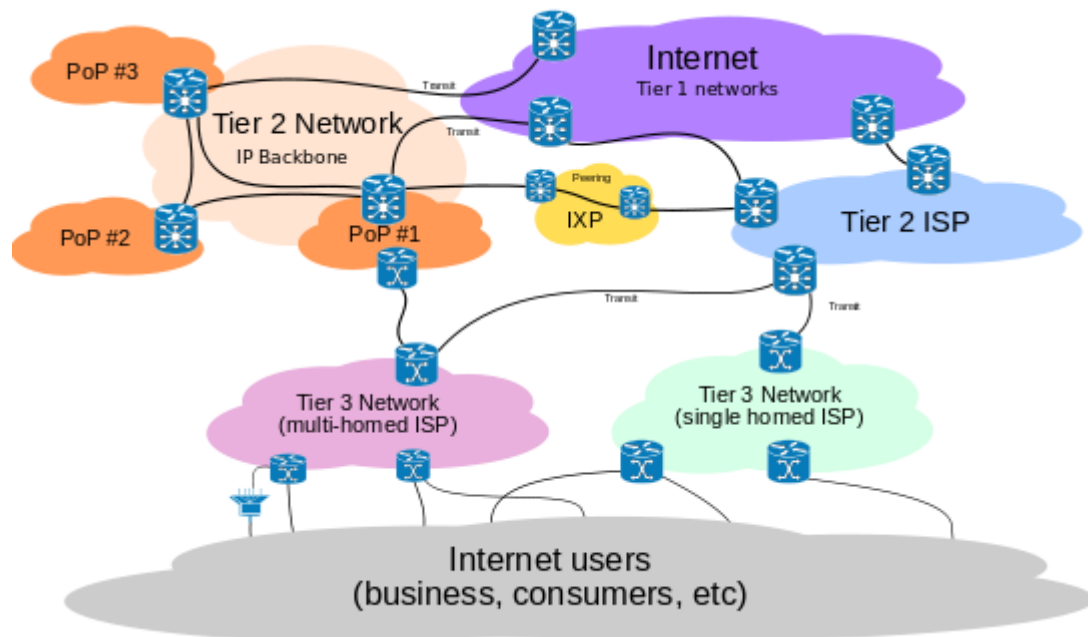 PoP #3
Transit
Internet
Tier 1 networks
Tier 2 Network
IP Backbone
Transit
Peering
IXP
PoP #2
PoP #1
Tier 2 ISP
Transit
Transit
Tier 3 Network
(multi-homed ISP)
Tier 3 Network
(single homed ISP)
Internet users
(business, consumers, etc)